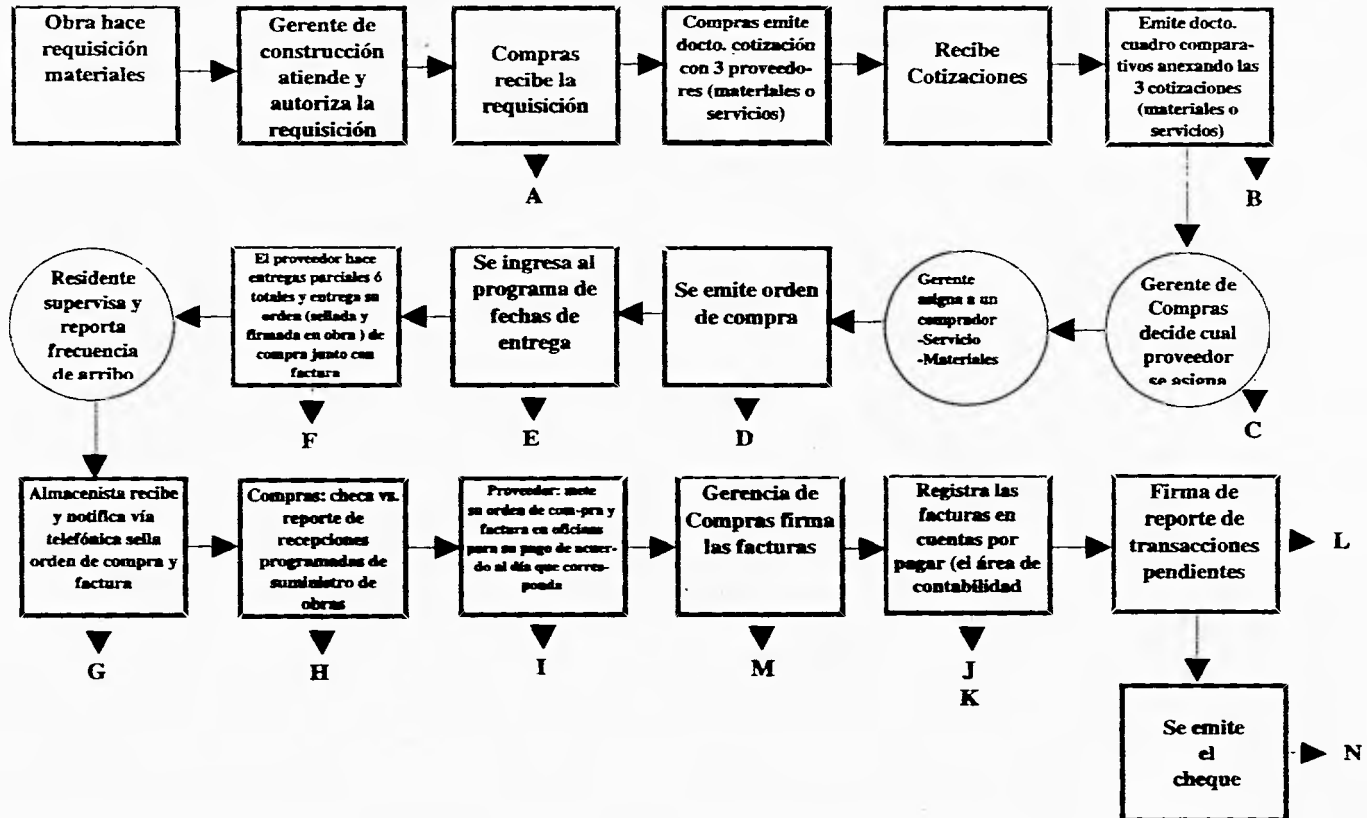 Obra hace
requisición
materiales
Gerente de
construcción
atiende y
autoriza la
requisición
Compras
recibe la
requisición
Compras emite
docto. cotización
con 3 proveedo-
res (materiales o
servicios)
Recibe
Cotizaciones
Emite docto.
cuadro compara-
tivos anexando las
3 cotizaciones
(materiales o
servicios)
A
B
Residente
supervisa y
reporta
frecuencia
de arribo
El proveedor hace
entregas parciales ó
totales y entrega su
orden (sellada y
firmada en obra ) de
compra junto con
factura
Se ingresa al
programa de
fechas de
entrega
Se emite orden
de compra
Gerente
asigna a un
comprador
-Servicio
-Materiales
Gerente de
Compras
decide cual
proveedor
se asigna
F
E
D
C
Almacenista recibe
y notifica vía
telefónica sella
orden de compra y
factura
Compras: checa vs.
reporte de
recepciones
programadas de
suministro de
obras
Proveedor: mete
su orden de com-pra y
factura en oficinas
para su pago de acuer-
do al día que corres-
ponda
Gerencia de
Compras firma
las facturas
Registra las
facturas en
cuentas por
pagar (el área de
contabilidad
Firma de
reporte de
transacciones
pendientes
L
G
H
I
M
J
K
Se emite
el
cheque
N